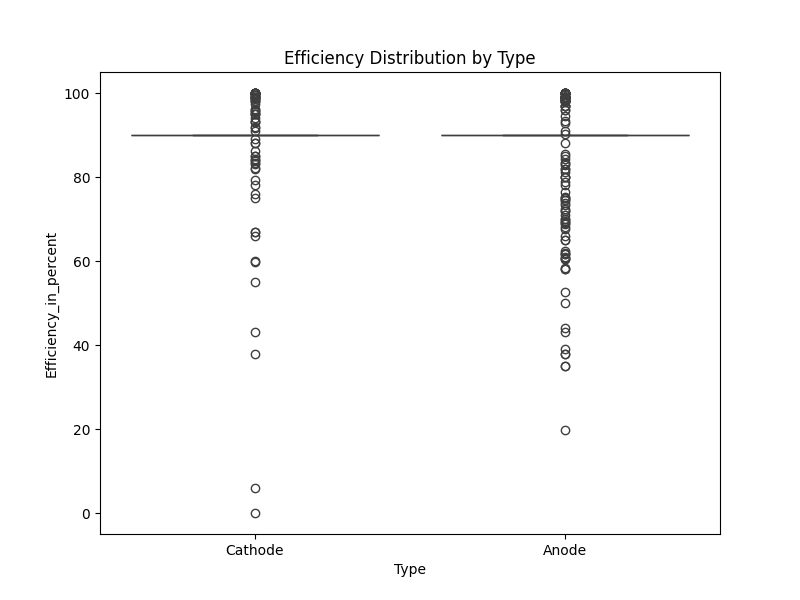 Efficiency Distribution by Type
Efficiency_in_percent
100
80
60
40
20
0
Cathode
Anode
Type